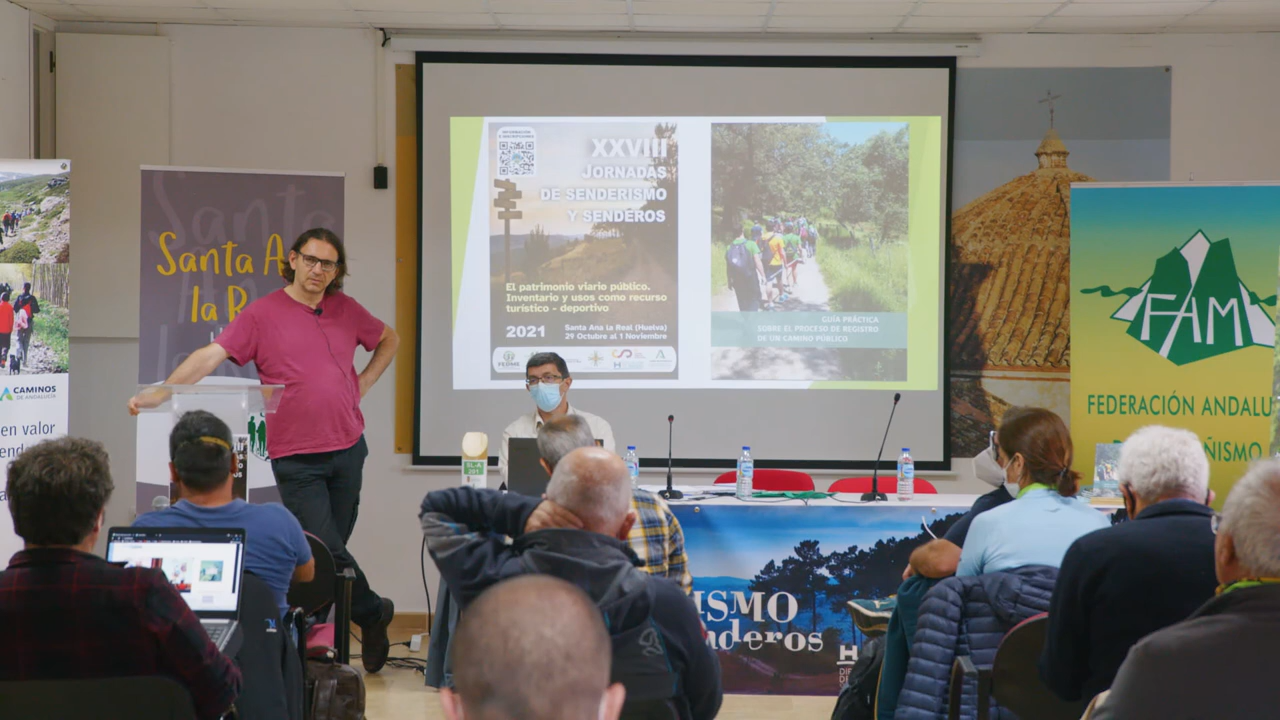 CAMINOS
DE ANDALUCÍA
en valor
Santa A
la R
INFORMACIÓN
E INSCRIPCIONES
XXVIII
JORNADAS
DE SENDERISMO
Y SENDEROS
El patrimonio viario público.
Inventario y usos como recurso
turístico - deportivo
2021
Santa Ana la Real (Huelva)
29 Octubre al 1 Noviembre
GUÍA PRÁCTICA
SOBRE EL PROCESO DE REGISTRO
DE UN CAMINO PÚBLICO
FAM
FEDERACIÓN ANDALU
ISMO
nderos